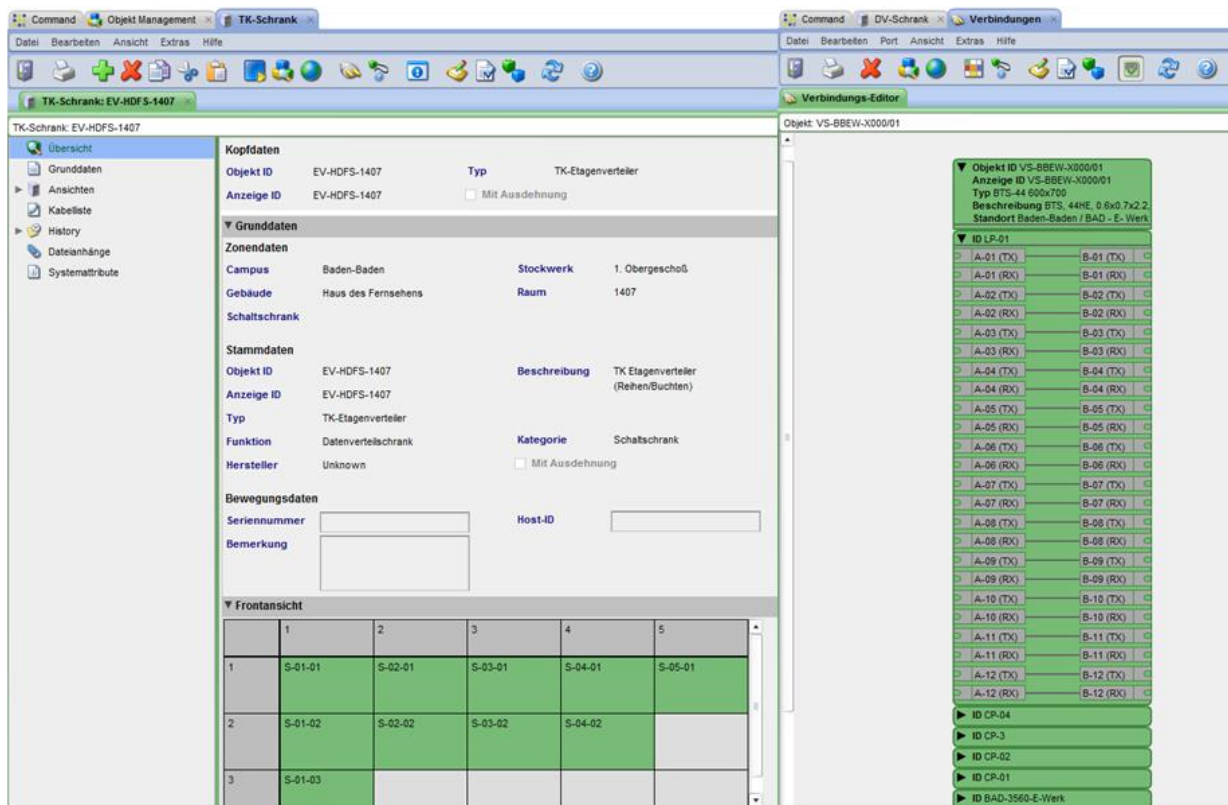 Command Objekt Management × TK-Schrank ×
Datei Bearbeiten Ansicht Extras Hilfe
TK-Schrank: EV-HDFS-1407 ×
TK-Schrank: EV-HDFS-1407
Übersicht
Grunddaten
Ansichten
Kabelliste
History
Dateianhänge
Systemattribute
Kopfdaten
Objekt ID EV-HDFS-1407 Typ TK-Etagenverteiler
Anzeige ID EV-HDFS-1407 Mit Ausdehnung
Grunddaten
Zonendaten
Campus Baden-Baden Stockwerk 1. Obergeschoß
Gebäude Haus des Fernsehens Raum 1407
Schaltschrank
Stammdaten
Objekt ID EV-HDFS-1407 Beschreibung TK Etagenverteiler
(Reihen/Buchten)
Anzeige ID EV-HDFS-1407
Typ TK-Etagenverteiler
Funktion Datenverteilschrank Kategorie Schaltschrank
Hersteller Unknown Mit Ausdehnung
Bewegungsdaten
Seriennummer Host-ID
Bemerkung
Frontansicht
1 2 3 4 5
1 S-01-01 S-02-01 S-03-01 S-04-01 S-05-01
2 S-01-02 S-02-02 S-03-02 S-04-02
3 S-01-03
Command DV-Schrank × Verbindungen ×
Datei Bearbeiten Port Ansicht Extras Hilfe
Verbindungs-Editor
Objekt: VS-BBEW-X000/01
Objekt ID VS-BBEW-X000/01
Anzeige ID VS-BBEW-X000/01
Typ BTS-44 600x700
Beschreibung BTS, 44HE, 0.6x0.7x2.2,
Standort Baden-Baden / BAD - E- Werk
ID LP-01
A-01 (TX) B-01 (TX)
A-01 (RX) B-01 (RX)
A-02 (TX) B-02 (TX)
A-02 (RX) B-02 (RX)
A-03 (TX) B-03 (TX)
A-03 (RX) B-03 (RX)
A-04 (TX) B-04 (TX)
A-04 (RX) B-04 (RX)
A-05 (TX) B-05 (TX)
A-05 (RX) B-05 (RX)
A-06 (TX) B-06 (TX)
A-06 (RX) B-06 (RX)
A-07 (TX) B-07 (TX)
A-07 (RX) B-07 (RX)
A-08 (TX) B-08 (TX)
A-08 (RX) B-08 (RX)
A-09 (TX) B-09 (TX)
A-09 (RX) B-09 (RX)
A-10 (TX) B-10 (TX)
A-10 (RX) B-10 (RX)
A-11 (TX) B-11 (TX)
A-11 (RX) B-11 (RX)
A-12 (TX) B-12 (TX)
A-12 (RX) B-12 (RX)
ID CP-04
ID CP-3
ID CP-02
ID CP-01
ID BAD-3560-E-Werk